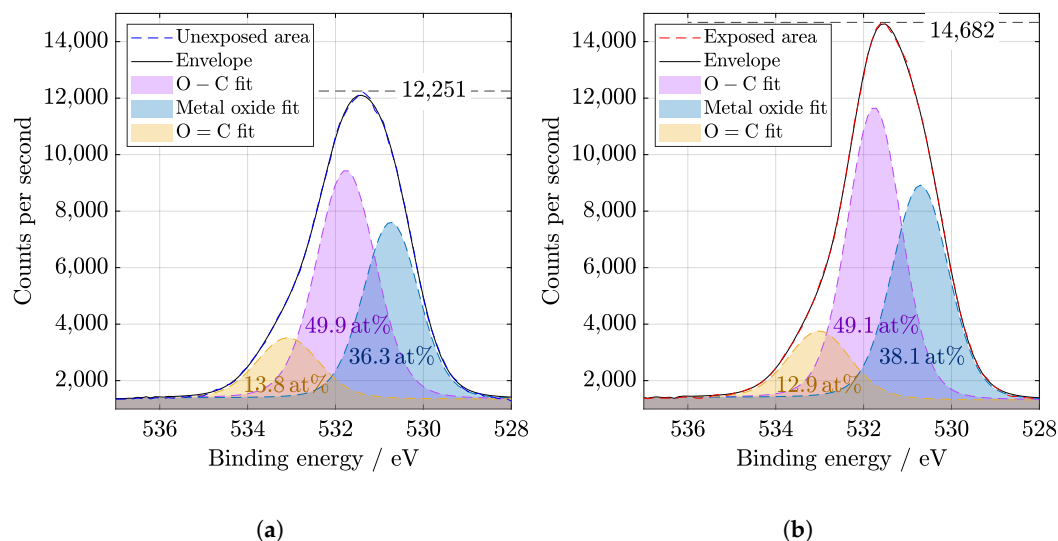 14,000
12,000
10,000
8,000
6,000
4,000
2,000
Counts per second
Unexposed area
Envelope
O − C fit
Metal oxide fit
O = C fit
12,251
49.9 at%
36.3 at%
13.8 at%
536 534 532 530 528
Binding energy / eV
(a)
14,000
12,000
10,000
8,000
6,000
4,000
2,000
Counts per second
Exposed area
Envelope
O − C fit
Metal oxide fit
O = C fit
14,682
49.1 at%
38.1 at%
12.9 at%
536 534 532 530 528
Binding energy / eV
(b)